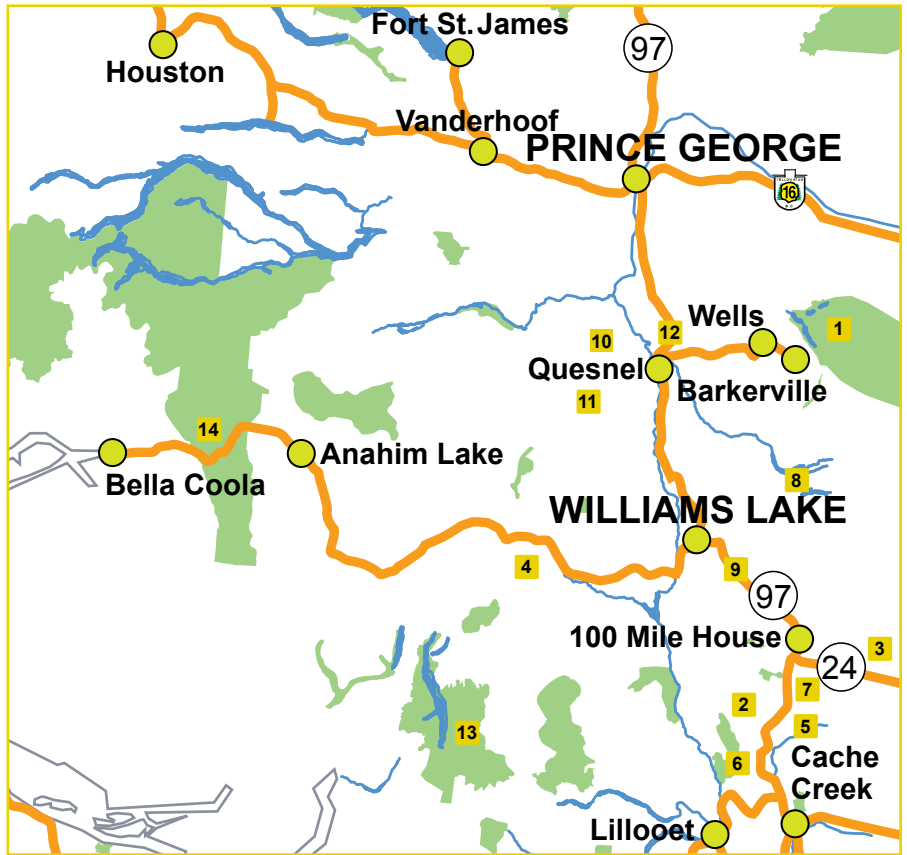 Fort St. James
97
Houston
Vanderhoof
PRINCE GEORGE
16
Wells
1
12
10
Quesnel
Barkerville
11
14
Anahim Lake
Bella Coola
8
WILLIAMS LAKE
4
9
97
100 Mile House
3
24
7
2
5
13
6
Cache
Creek
Lillooet